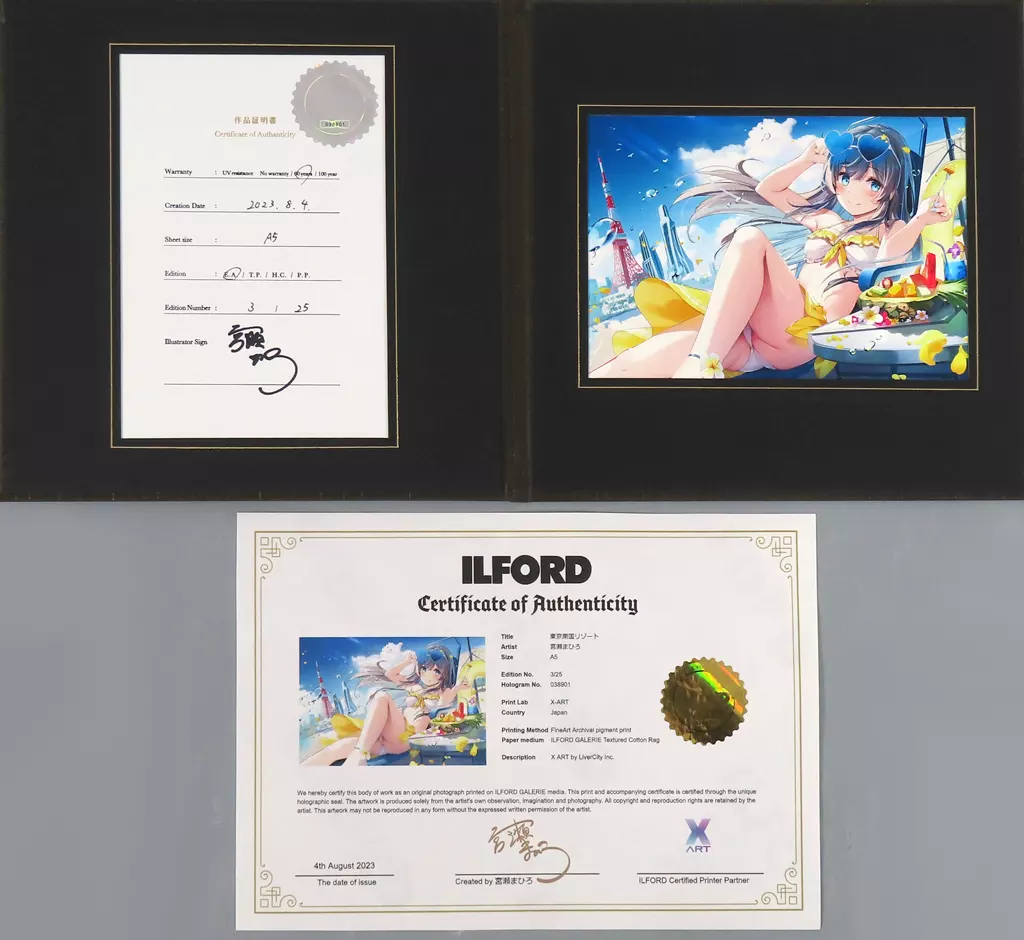 作品証明書
Certificate of Authanticity
Warranty : UV resistance No warranty / 80 years / 100 year
Creation Date : 2023. 8. 4.
Sheet size : A5
Edition : E.A / T.P. / H.C. / P.P.
Edition Number : 3 / 25
Illustrator Sign
ILFORD
Certificate of Authenticity
Title 東京南国リゾート
Artist 宮瀬まひろ
Size A5
Edition No. 3/25
Hologram No. 038901
Print Lab X-ART
Country Japan
Printing Method FineArt Archival pigment print
Paper medium ILFORD GALERIE Textured Cotton Rag
Description X ART by LiverCity Inc.
We hereby certify this body of work as an original photograph printed on ILFORD GALERIE media. This print and accompanying certificate is certified through the unique
holographic seal. The artwork is produced solely from the artist's own observation, imagination and photography. All copyright and reproduction rights are retained by the
artist. This artwork may not be reproduced in any form without the expressed written permission of the artist.
宮瀬まひろ
X
ART
4th August 2023
The date of issue
Created by 宮瀬まひろ
ILFORD Certified Printer Partner